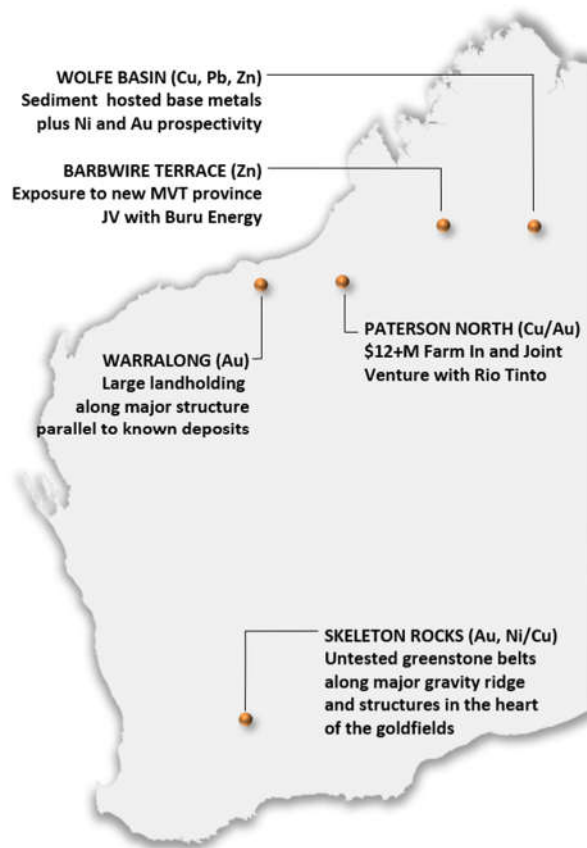 WOLFE BASIN (Cu, Pb, Zn)
Sediment hosted base metals
plus Ni and Au prospectivity
BARBWIRE TERRACE (Zn)
Exposure to new MVT province
JV with Buru Energy
PATERSON NORTH (Cu/Au)
$12+M Farm In and Joint
Venture with Rio Tinto
WARRALONG (Au)
Large landholding
along major structure
parallel to known deposits
SKELETON ROCKS (Au, Ni/Cu)
Untested greenstone belts
along major gravity ridge
and structures in the heart
of the goldfields